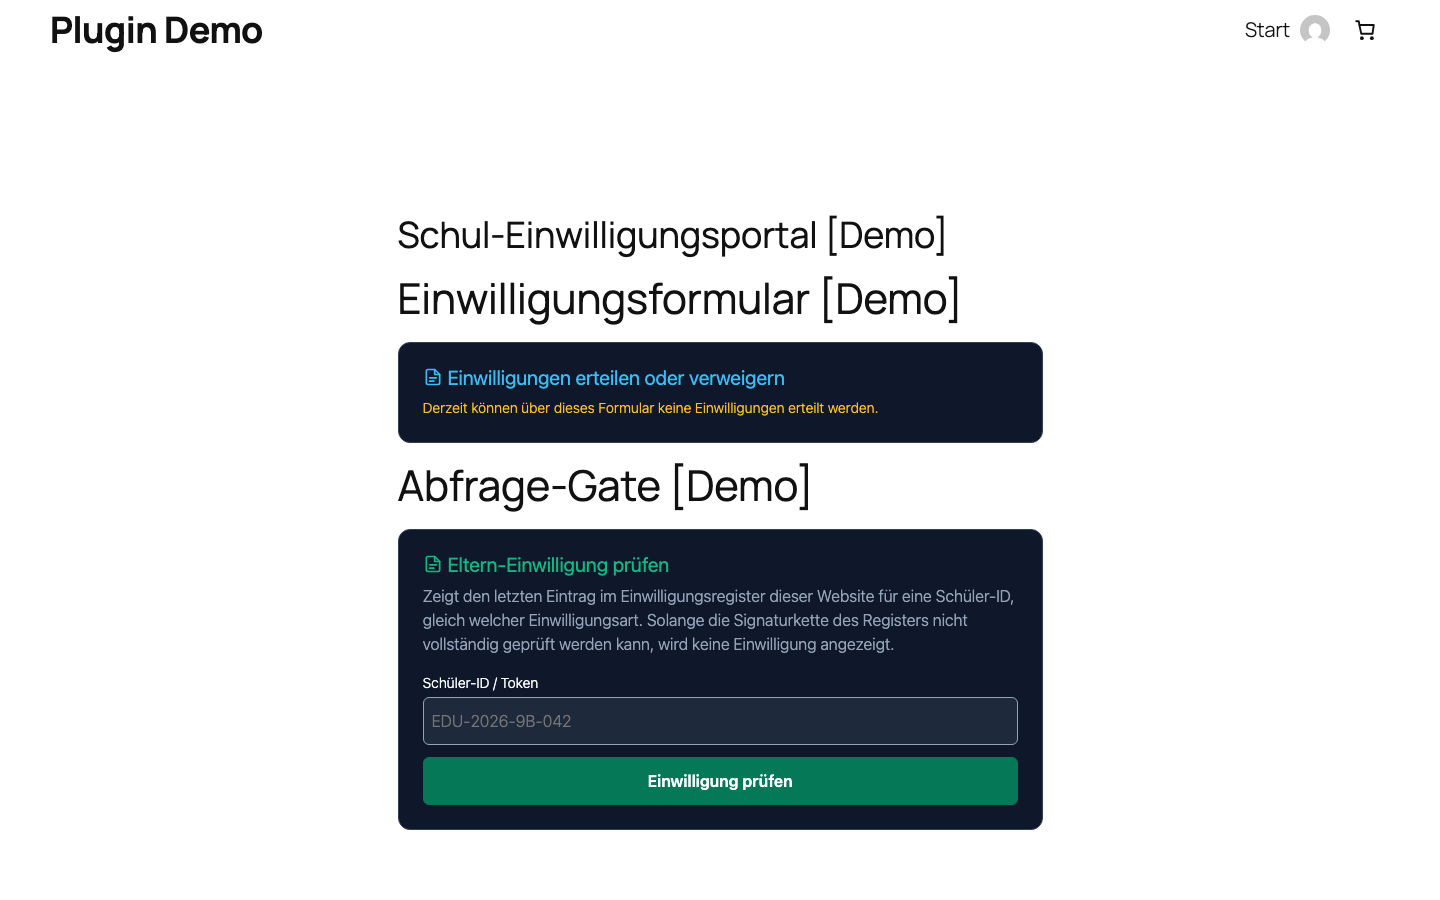 Plugin Demo
Start
Schul-Einwilligungsportal [Demo]
Einwilligungsformular [Demo]
Einwilligungen erteilen oder verweigern
Derzeit können über dieses Formular keine Einwilligungen erteilt werden.
Abfrage-Gate [Demo]
Eltern-Einwilligung prüfen
Zeigt den letzten Eintrag im Einwilligungsregister dieser Website für eine Schüler-ID,
gleich welcher Einwilligungsart. Solange die Signaturkette des Registers nicht
vollständig geprüft werden kann, wird keine Einwilligung angezeigt.
Schüler-ID / Token
EDU-2026-9B-042
Einwilligung prüfen